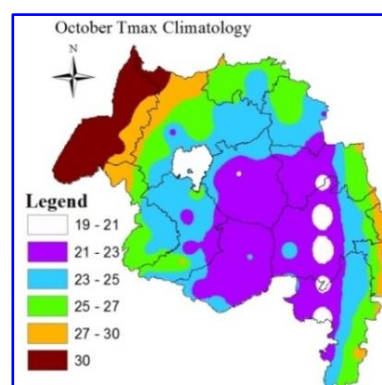 October Tmax Climatology
N
Legend
19 - 21
21 - 23
23 - 25
25 - 27
27 - 30
30